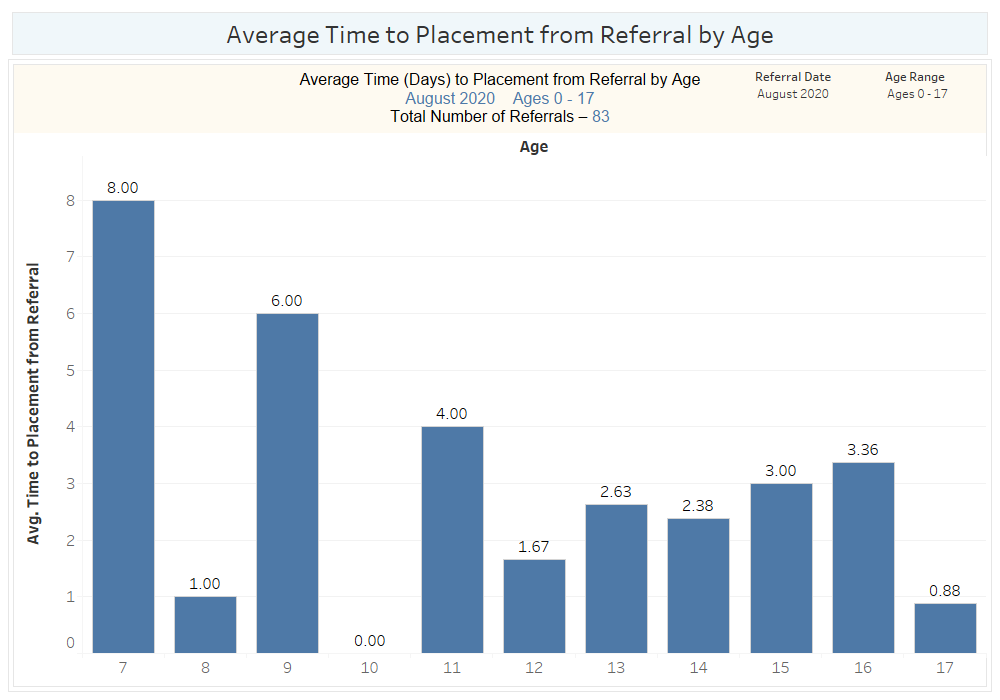 Average Time to Placement from Referral by Age
Average Time (Days) to Placement from Referral by Age
August 2020 Ages 0 - 17
Total Number of Referrals – 83
Referral Date
August 2020
Age Range
Ages 0 - 17
Age
Avg. Time to Placement from Referral
8
7
6
5
4
3
2
1
0
8.00
1.00
6.00
0.00
4.00
1.67
2.63
2.38
3.00
3.36
0.88
7 8 9 10 11 12 13 14 15 16 17